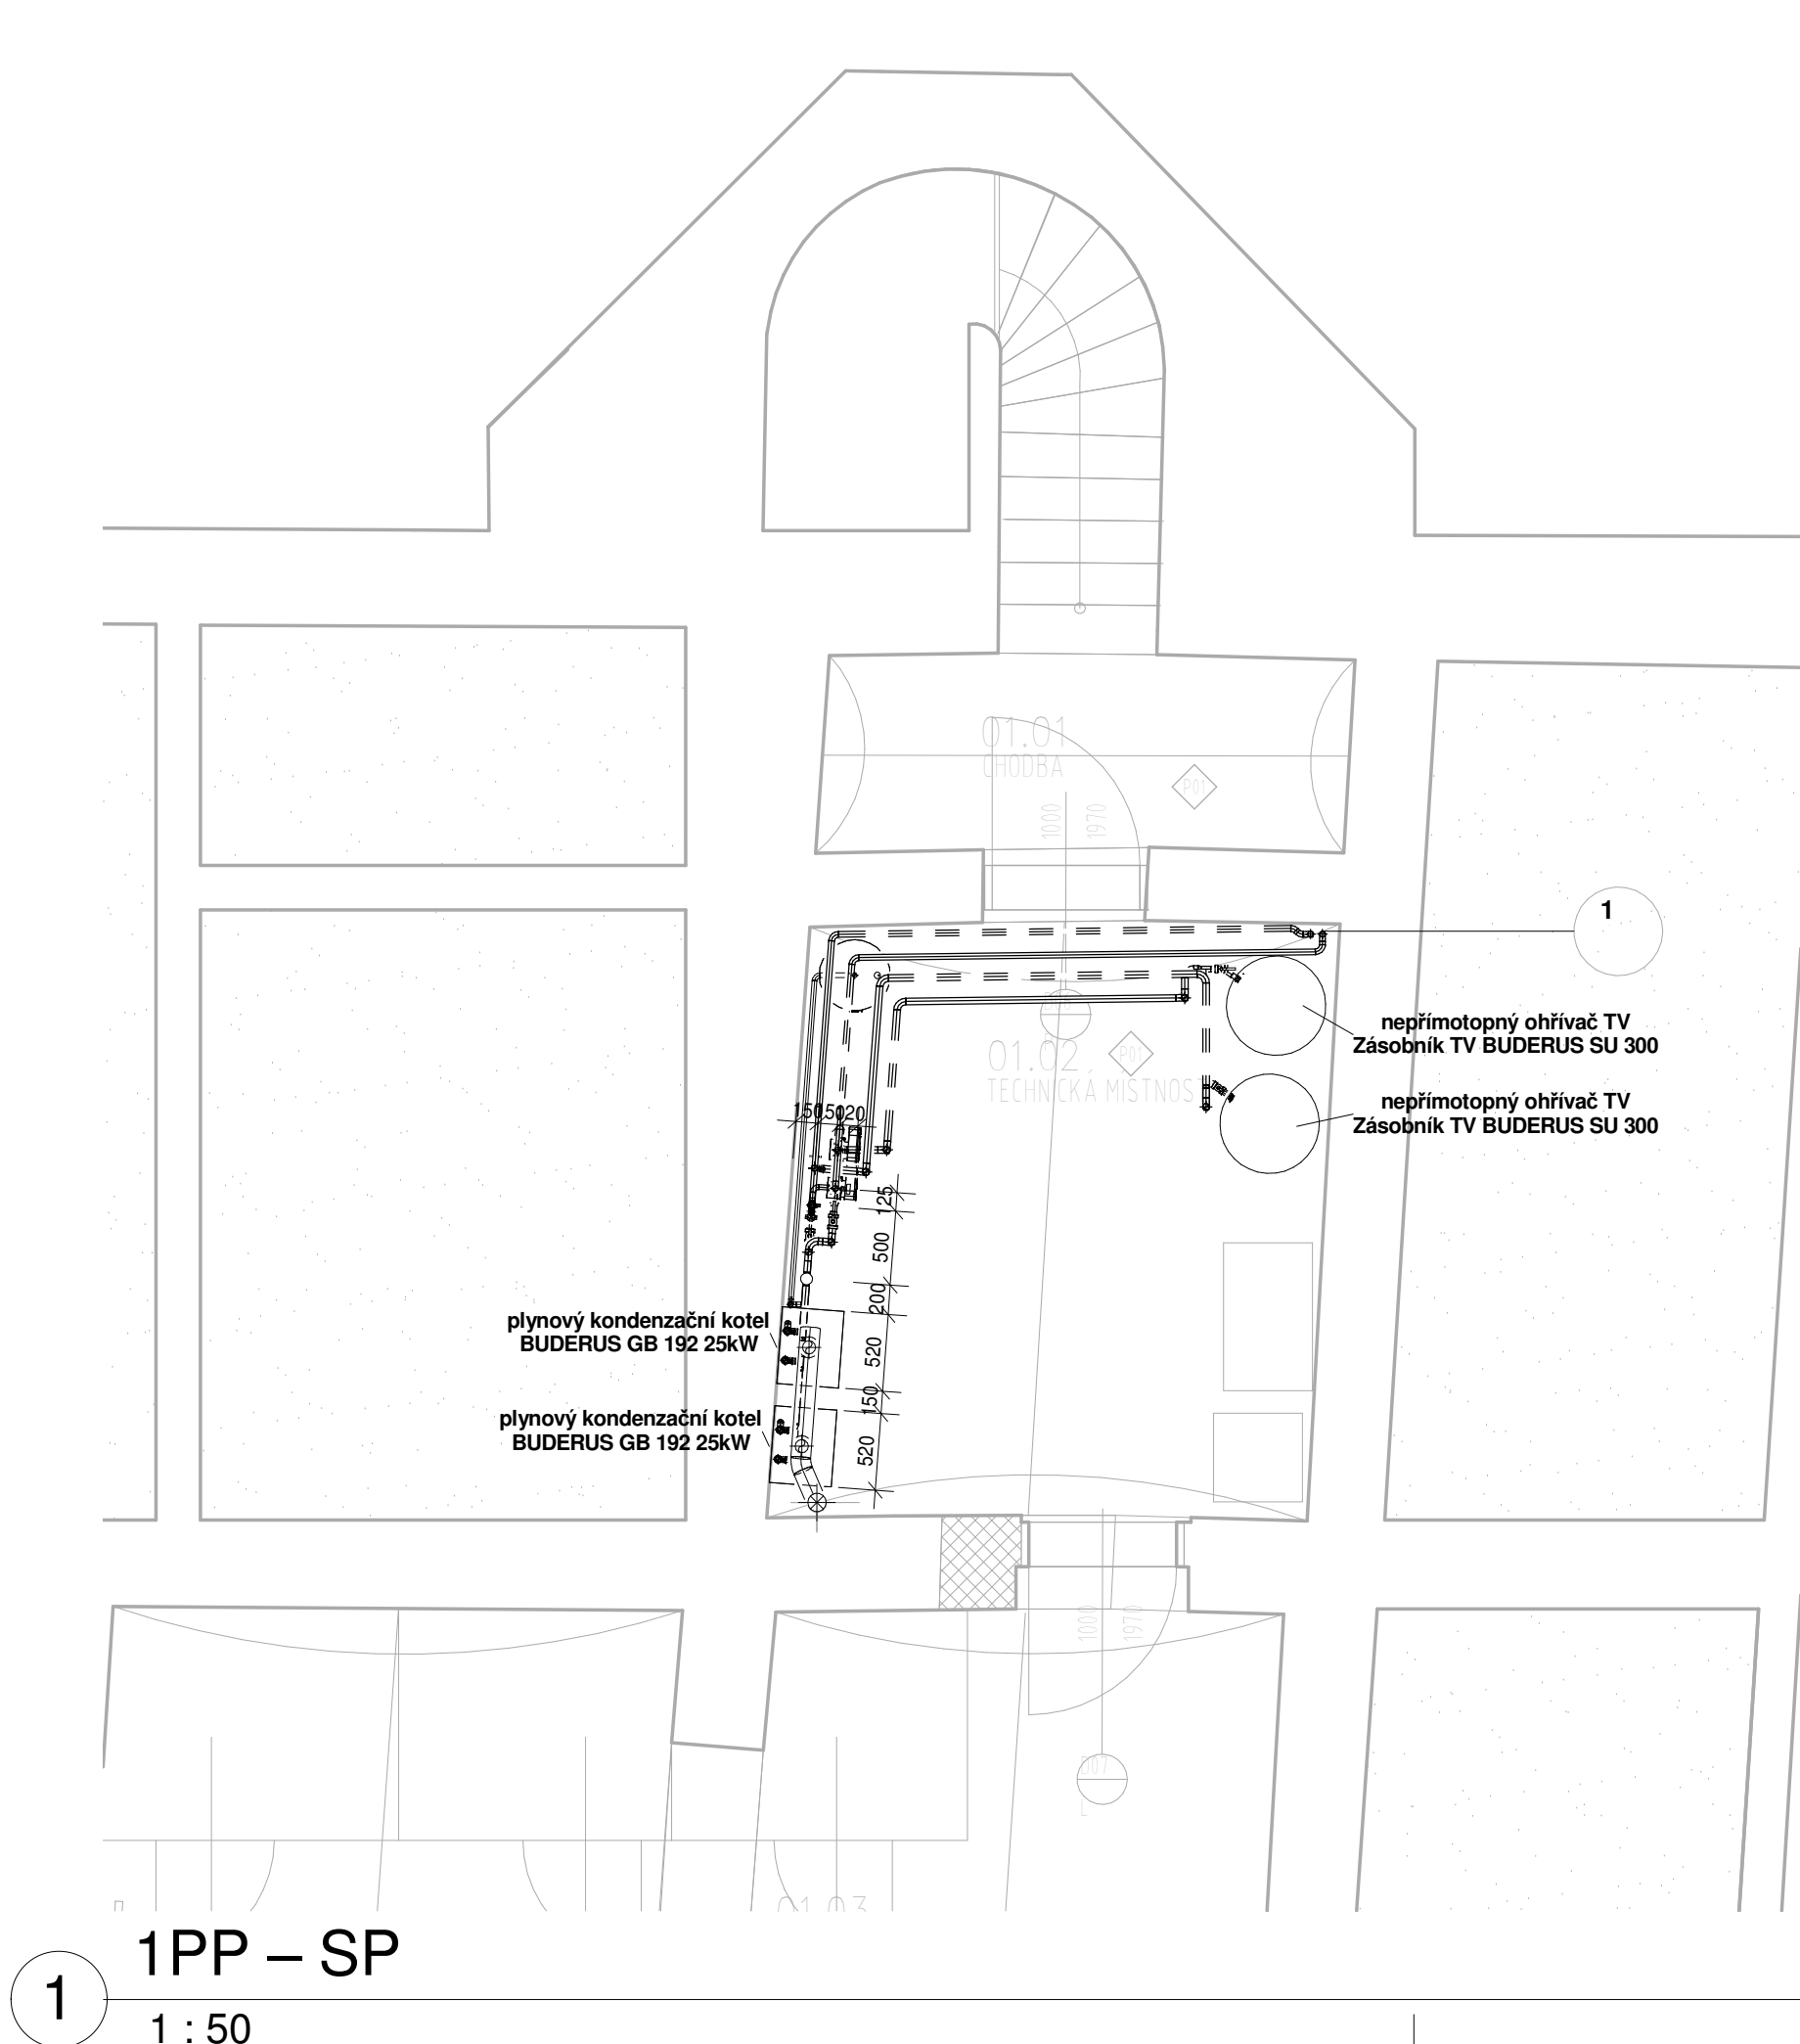 01.01
CHODBA
P01
1000
1970
1
nepřímotopný ohřívač TV
Zásobník TV BUDERUS SU 300
01.02
P01
TECHNICKÁ MÍSTNOST
nepřímotopný ohřívač TV
Zásobník TV BUDERUS SU 300
150
150
120
125
500
200
plynový kondenzační kotel
BUDERUS GB 192 25kW
520
150
plynový kondenzační kotel
BUDERUS GB 192 25kW
520
1000
1970
D07
L
01.03
1PP – SP
1
1 : 50